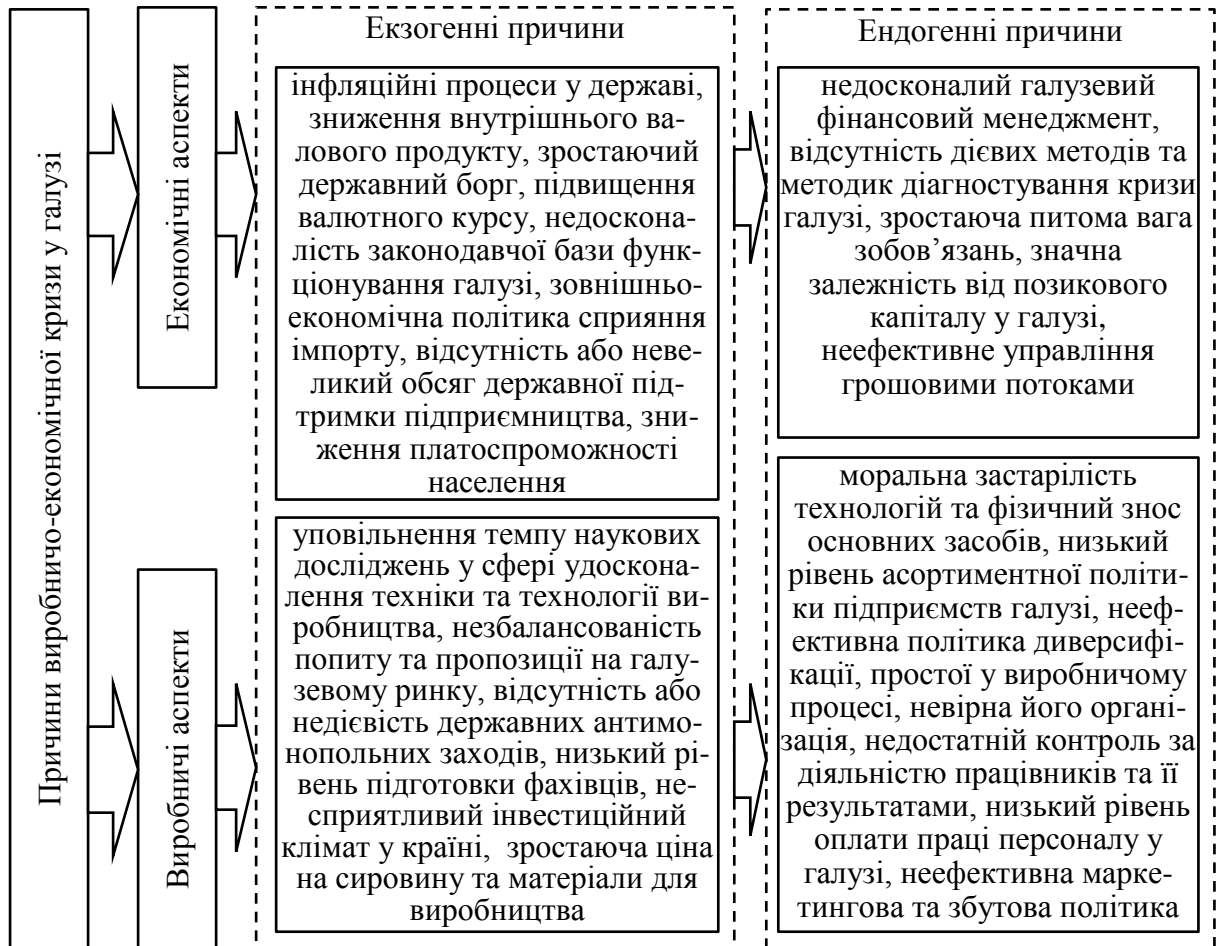 Причини виробничо-економічної кризи у галузі
Економічні аспекти
Виробничі аспекти
Екзогенні причини
інфляційні процеси у державі,
зниження внутрішнього ва-
лового продукту, зростаючий
державний борг, підвищення
валютного курсу, недоскона-
лість законодавчої бази функ-
ціонування галузі, зовнішньо-
економічна політика сприяння
імпорту, відсутність або неве-
ликий обсяг державної під-
тримки підприємництва, зни-
ження платоспроможності
населення
уповільнення темпу наукових
досліджень у сфері удоскона-
лення техніки та технології ви-
робництва, незбалансованість
попиту та пропозиції на галу-
зевому ринку, відсутність або
недієвість державних антимо-
нопольних заходів, низький рі-
вень підготовки фахівців, не-
сприятливий інвестиційний
клімат у країні,  зростаюча ціна
на сировину та матеріали для
виробництва
Ендогенні причини
недосконалий галузевий
фінансовий менеджмент,
відсутність дієвих методів та
методик діагностування кризи
галузі, зростаюча питома вага
зобов’язань, значна
залежність від позикового
капіталу у галузі,
неефективне управління
грошовими потоками
моральна застарілість
технологій та фізичний знос
основних засобів, низький
рівень асортиментної політи-
ки підприємств галузі, нееф-
ективна політика диверсифі-
кації, простої у виробничому
процесі, невірна його органі-
зація, недостатній контроль за
діяльністю працівників та її
результатами, низький рівень
оплати праці персоналу у
галузі, неефективна марке-
тингова та збутова політика